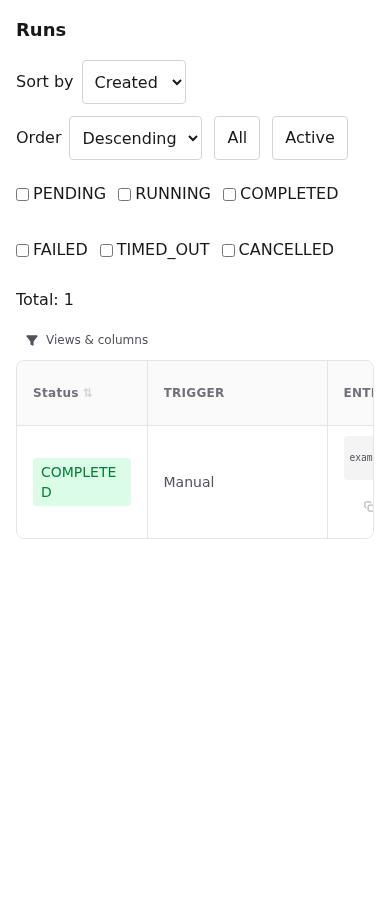 Runs
Sort by Created
Order Descending All Active
PENDING RUNNING COMPLETED
FAILED TIMED_OUT CANCELLED
Total: 1
Views & columns
Status TRIGGER
COMPLETE
D
Manual